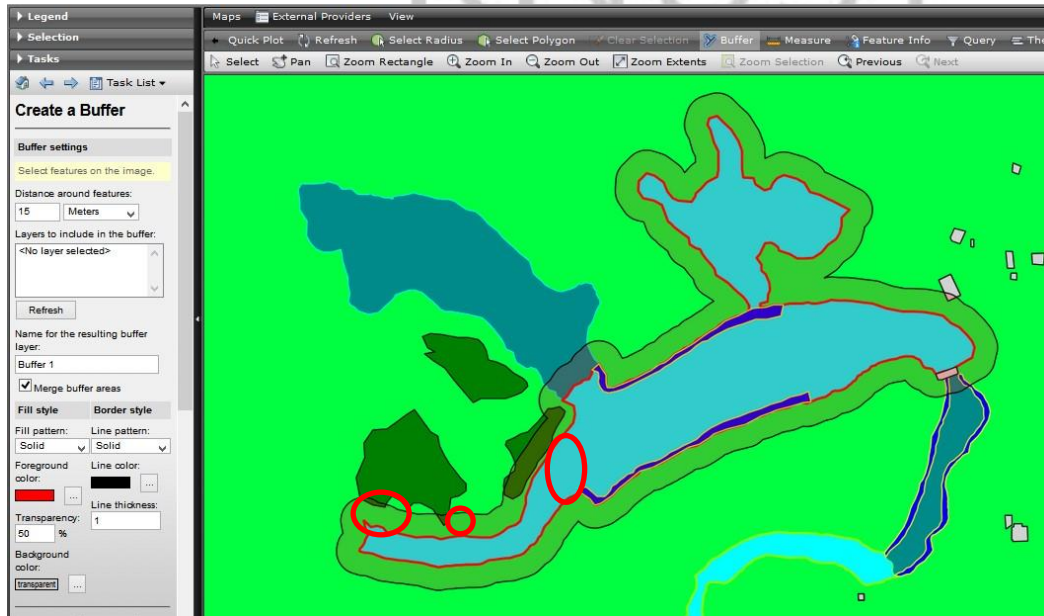 Legend
Selection
Tasks
Task List
Create a Buffer
Buffer settings
Select features on the image.
Distance around features:
15 Meters
Layers to include in the buffer:
<No layer selected>
Refresh
Name for the resulting buffer
layer:
Buffer 1
Merge buffer areas
Fill style Border style
Fill pattern: Line pattern:
Solid Solid
Foreground
color:
Line color:
...
...
Line thickness:
1
Transparency:
50 %
Background
color:
transparent ...
Maps External Providers View
Quick Plot Refresh Select Radius Select Polygon Clear Selection Buffer Measure Feature Info Query The
Select Pan Zoom Rectangle Zoom In Zoom Out Zoom Extents Zoom Selection Previous Next